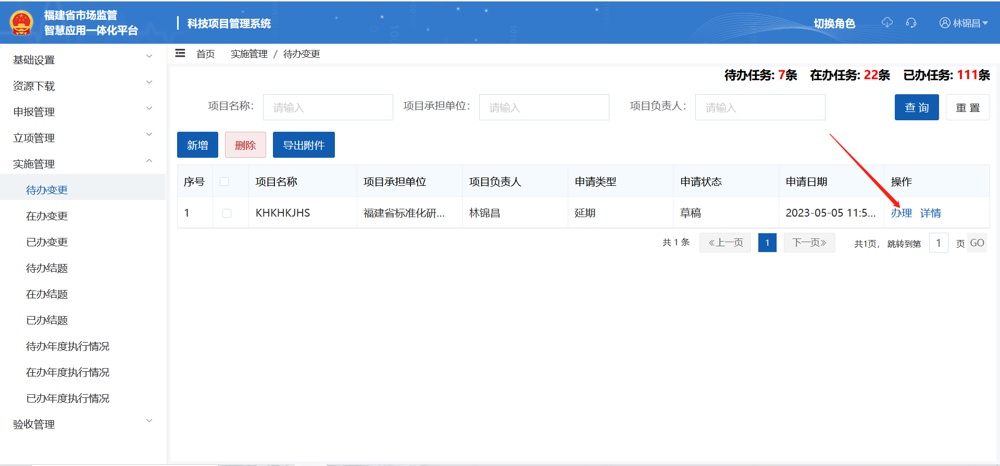 福建省市场监管
智慧应用一体化平台
科技项目管理系统
切换角色
林锦昌
基础设置
资源下载
申报管理
立项管理
实施管理
待办变更
在办变更
已办变更
待办结题
在办结题
已办结题
待办年度执行情况
在办年度执行情况
已办年度执行情况
验收管理
首页 实施管理 / 待办变更
待办任务: 7条 在办任务: 22条 已办任务: 111条
项目名称: 请输入 项目承担单位: 请输入 项目负责人: 请输入 查 询 重 置
新增 删除 导出附件
序号 项目名称 项目承担单位 项目负责人 申请类型 申请状态 申请日期 操作
1 KHKHKJHS 福建省标准化研... 林锦昌 延期 草稿 2023-05-05 11:5... 办理 详情
共 1 条 «上一页 1 下一页» 共1页, 跳转到第 1 页 GO